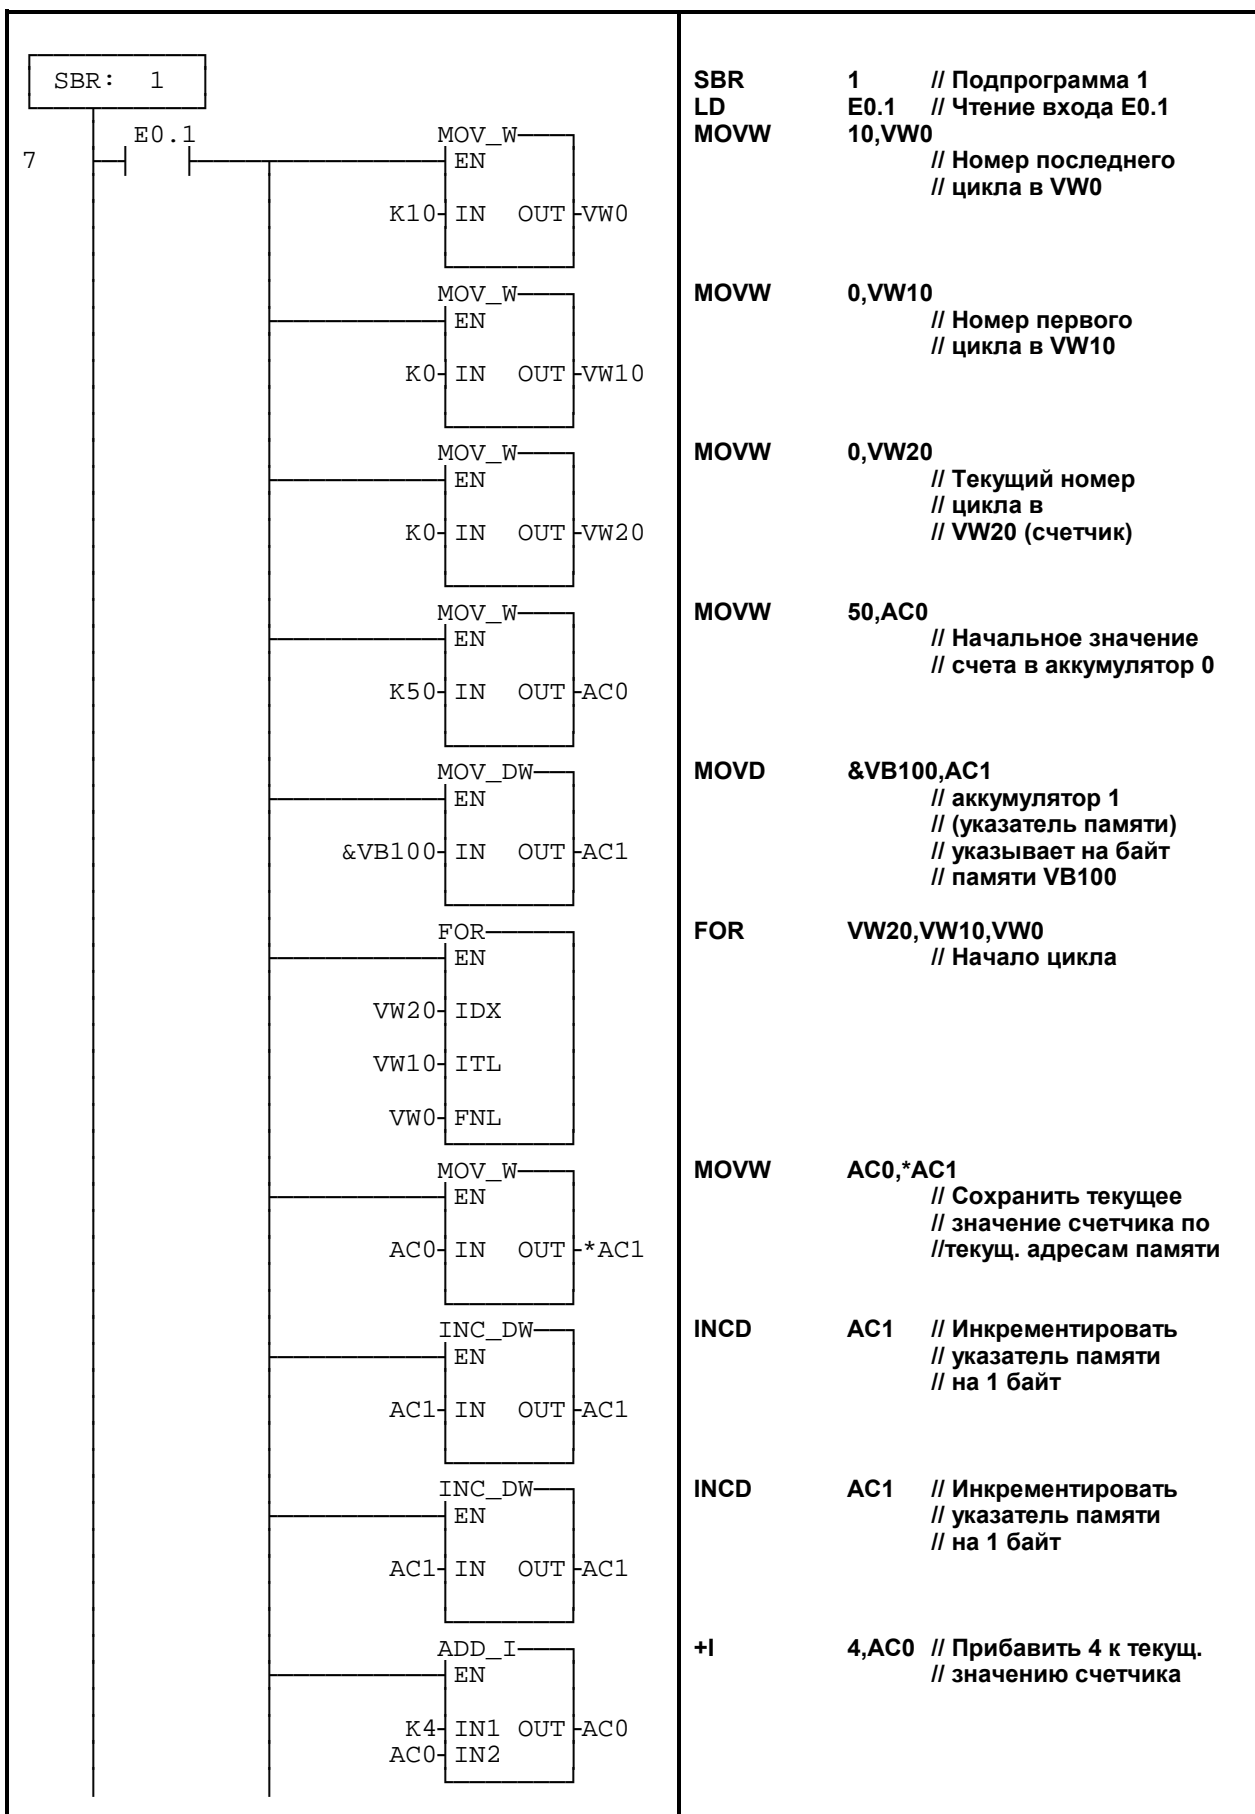 SBR: 1
E0.1
7
MOV_W
EN
K10 IN OUT VW0
MOV_W
EN
K0 IN OUT VW10
MOV_W
EN
K0 IN OUT VW20
MOV_W
EN
K50 IN OUT AC0
MOV_DW
EN
&VB100 IN OUT AC1
FOR
EN
VW20 IDX
VW10 ITL
VW0 FNL
MOV_W
EN
AC0 IN OUT *AC1
INC_DW
EN
AC1 IN OUT AC1
INC_DW
EN
AC1 IN OUT AC1
ADD_I
EN
K4 IN1 OUT AC0
AC0 IN2
SBR 1 // Подпрограмма 1
LD E0.1 // Чтение входа E0.1
MOVW 10,VW0
// Номер последнего
// цикла в VW0
MOVW 0,VW10
// Номер первого
// цикла в VW10
MOVW 0,VW20
// Текущий номер
// цикла в
// VW20 (счетчик)
MOVW 50,AC0
// Начальное значение
// счета в аккумулятор 0
MOVD &VB100,AC1
// аккумулятор 1
// (указатель памяти)
// указывает на байт
// памяти VB100
FOR VW20,VW10,VW0
// Начало цикла
MOVW AC0,*AC1
// Сохранить текущее
// значение счетчика по
//текущ. адресам памяти
INCD AC1 // Инкрементировать
// указатель памяти
// на 1 байт
INCD AC1 // Инкрементировать
// указатель памяти
// на 1 байт
+I 4,AC0 // Прибавить 4 к текущ.
// значению счетчика